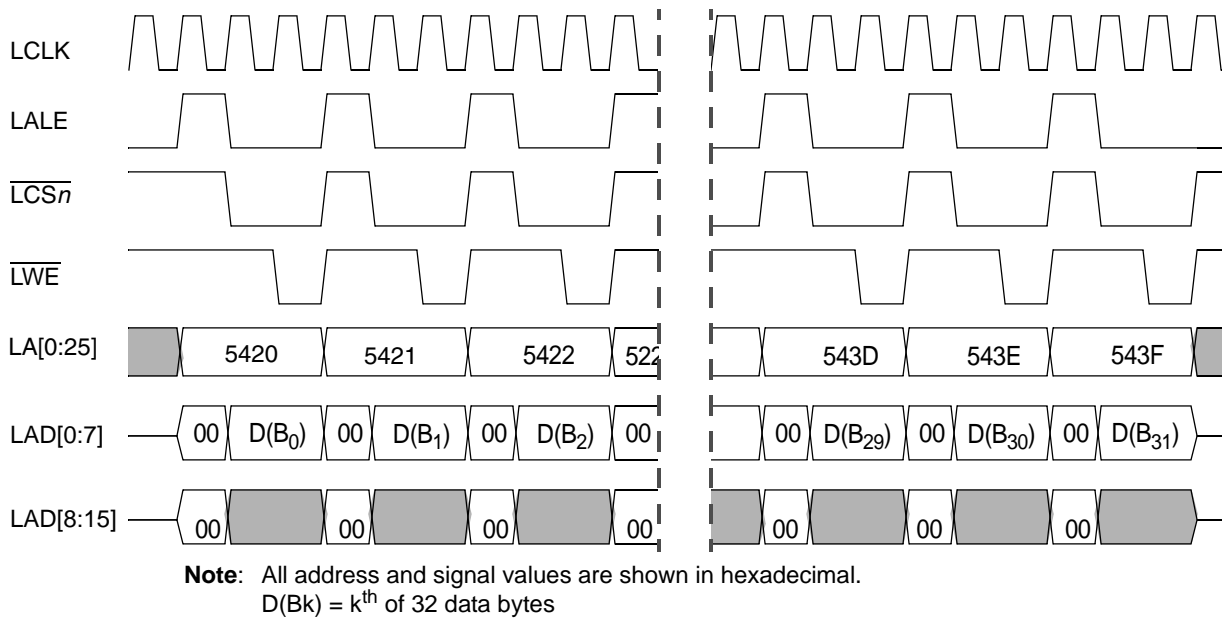 LCLK
LALE
LCSn
LWE
LA[0:25] 5420 5421 5422 522 543D 543E 543F
LAD[0:7] 00 D(B0) 00 D(B1) 00 D(B2) 00 00 D(B29) 00 D(B30) 00 D(B31)
LAD[8:15] 00 00 00 00 00 00 00
Note: All address and signal values are shown in hexadecimal.
D(Bk) = kth of 32 data bytes